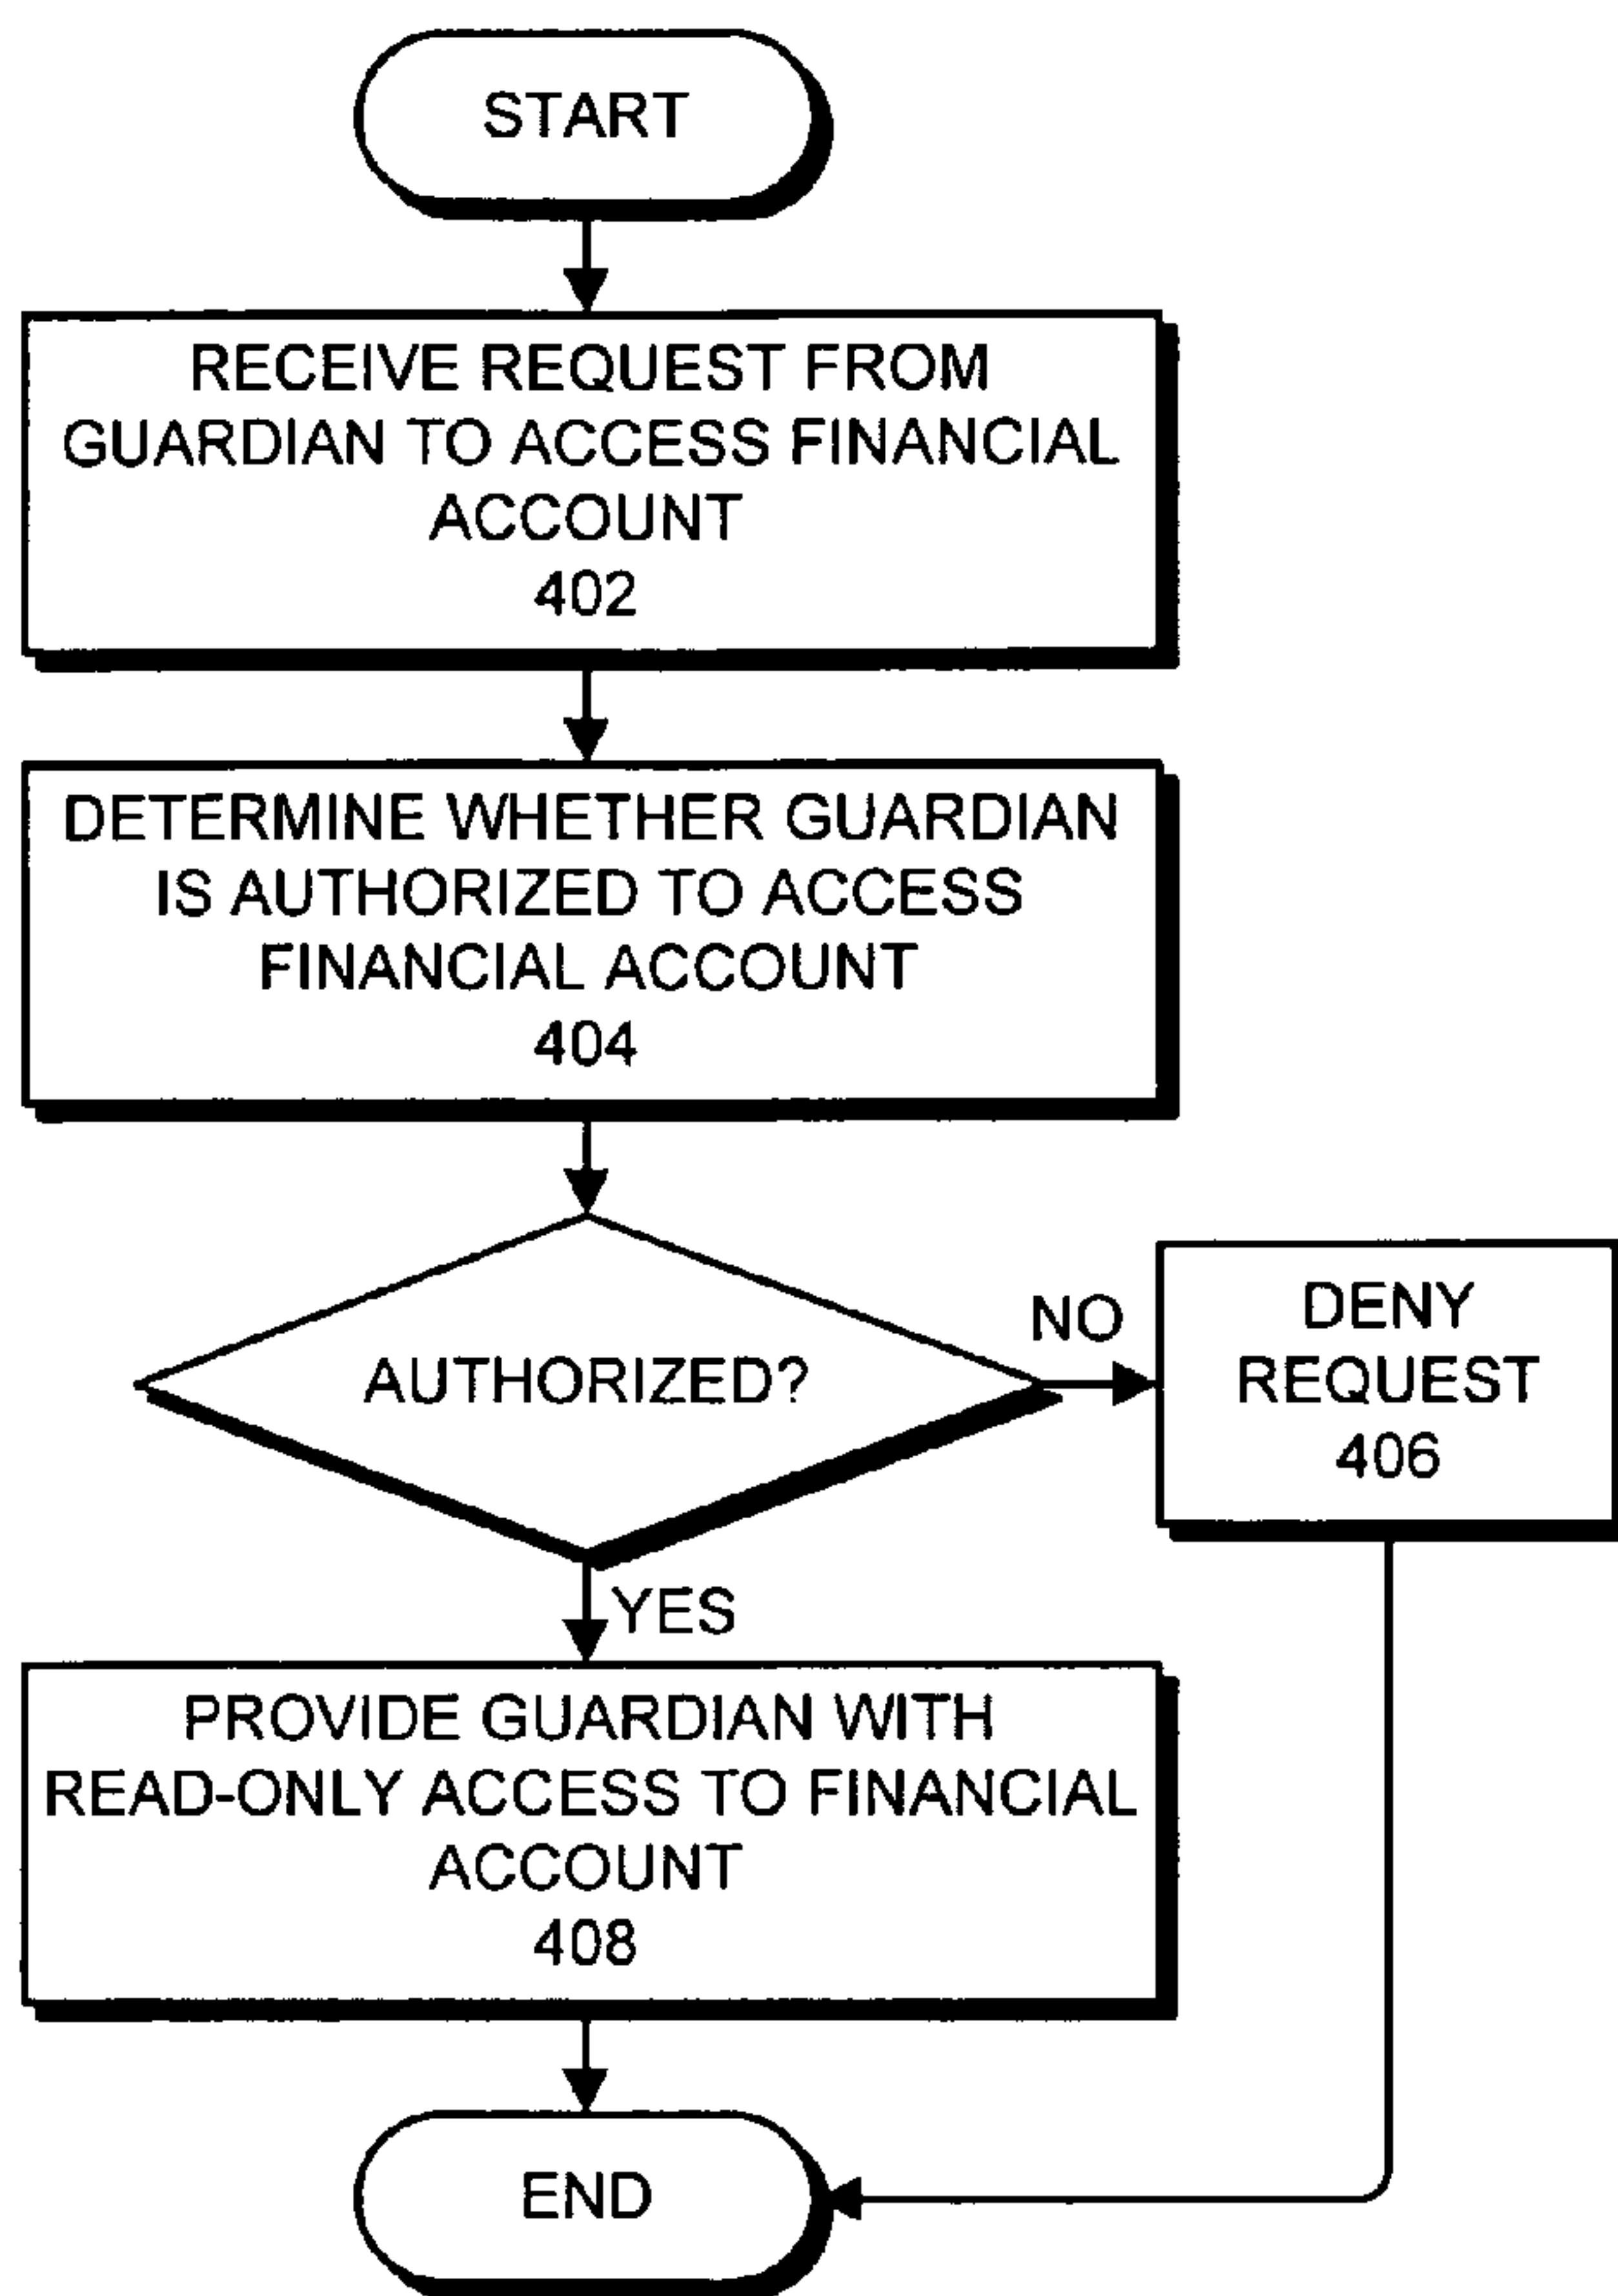 START
RECEIVE REQUEST FROM
GUARDIAN TO ACCESS FINANCIAL
ACCOUNT
402
DETERMINE WHETHER GUARDIAN
IS AUTHORIZED TO ACCESS
FINANCIAL ACCOUNT
404
AUTHORIZED?
NO
DENY
REQUEST
406
YES
PROVIDE GUARDIAN WITH
READ-ONLY ACCESS TO FINANCIAL
ACCOUNT
408
END